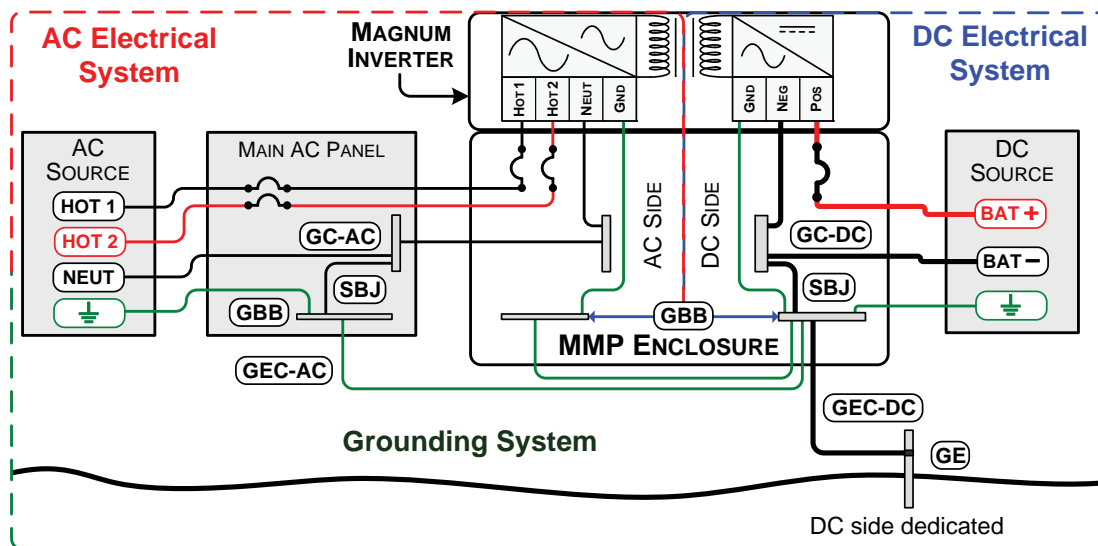 AC Electrical
System
MAGNUM
INVERTER
DC Electrical
System
HOT 1
HOT 2
NEUT
GND
GND
NEG
POS
AC
SOURCE
HOT 1
HOT 2
NEUT
MAIN AC PANEL
GC-AC
SBJ
GBB
GEC-AC
AC SIDE
DC SIDE
GC-DC
SBJ
GBB
MMP ENCLOSURE
DC
SOURCE
BAT +
BAT −
GEC-DC
GE
Grounding System
DC side dedicated